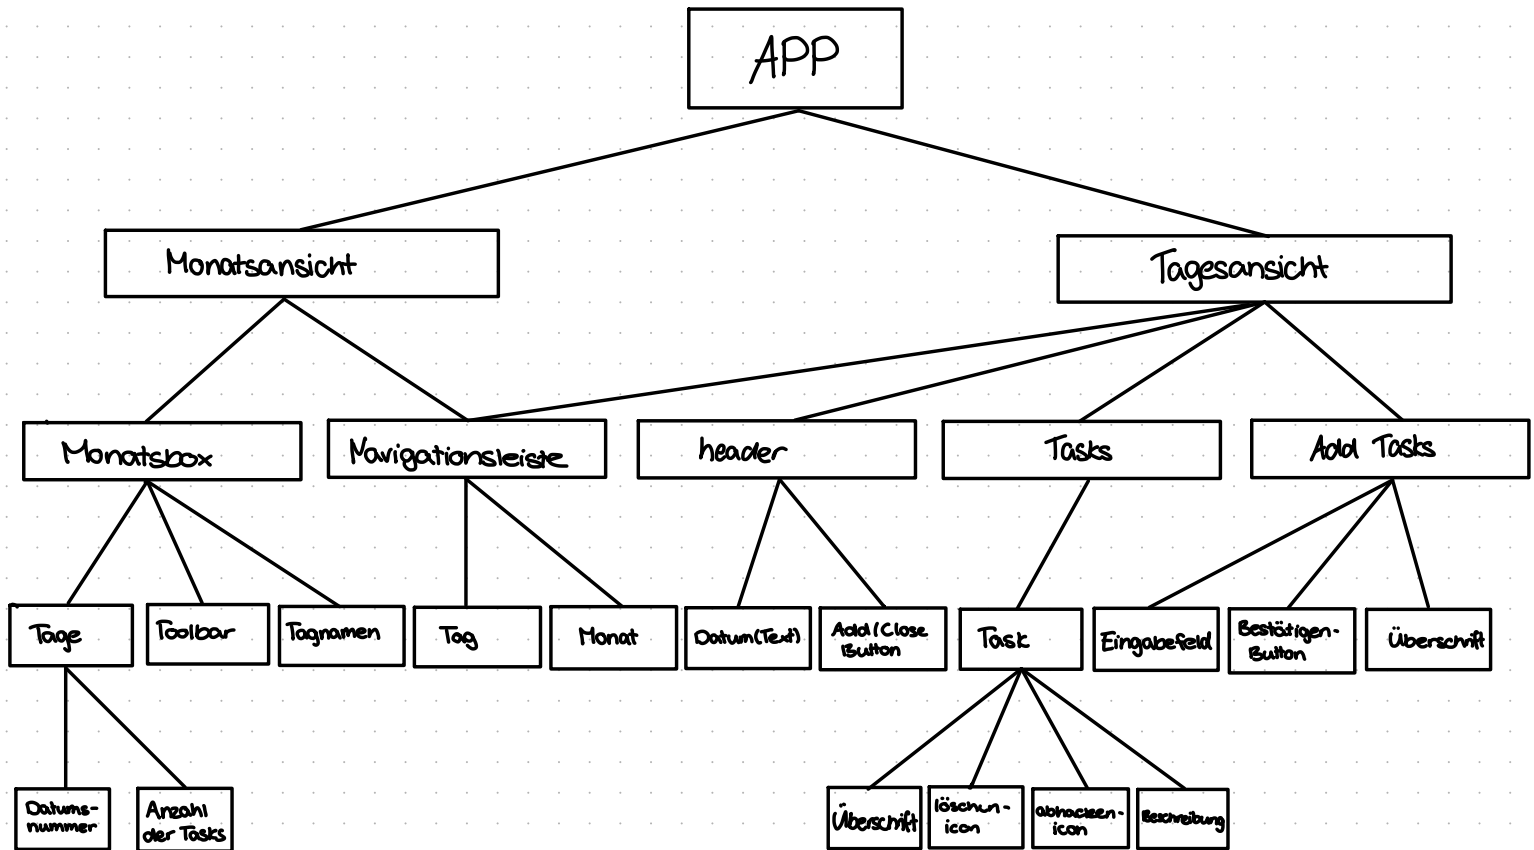 APP
Monatsansicht
Tagesansicht
Monatsbox
Navigationsleiste
header
Tasks
Add Tasks
Tage
Toolbar
Tagnamen
Tag
Monat
Datum(Text)
Add/Close
Button
Task
Eingabefeld
Bestätigen-
Button
Überschrift
Datums-
nummer
Anzahl
der Tasks
Überschrift
löschen-
icon
abhacken-
icon
Beschreibung